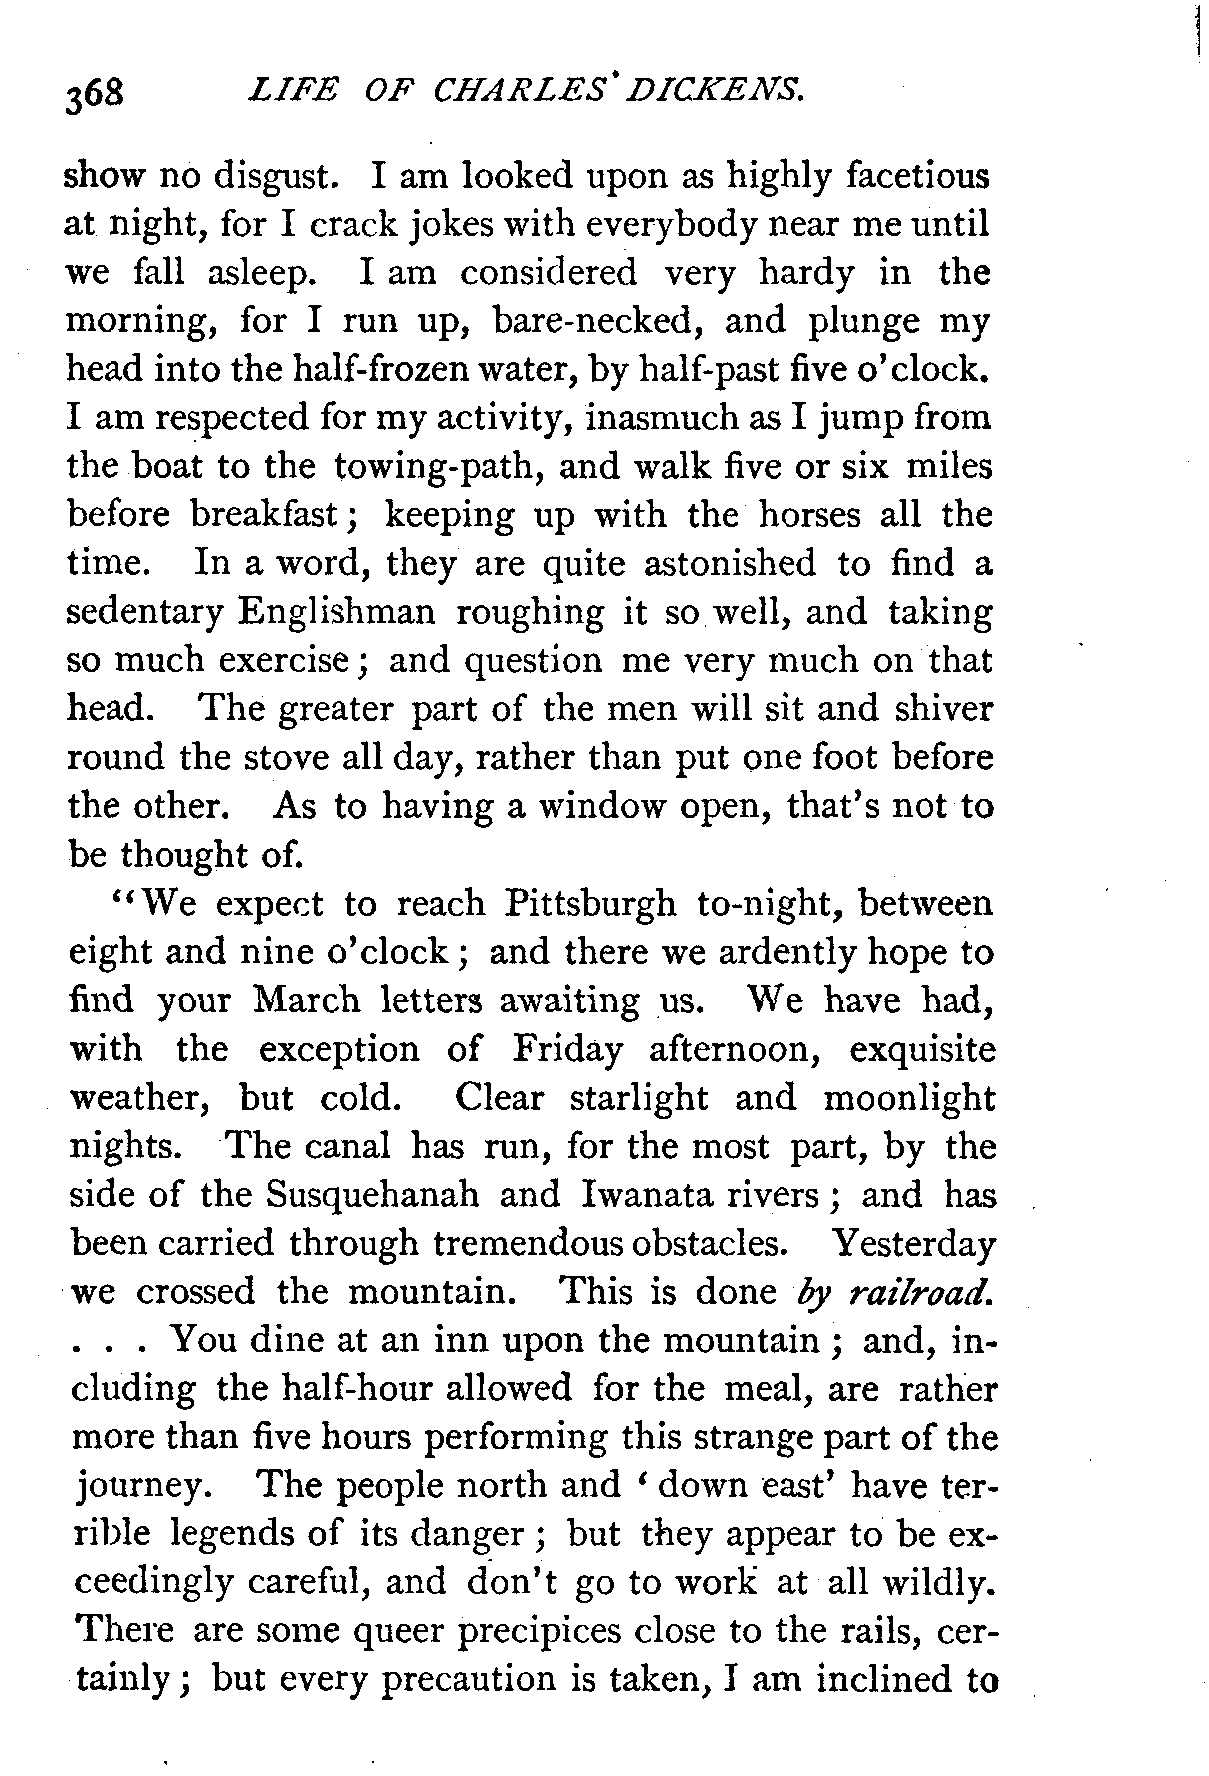 368 LIFE OF CHARLES DICKENS.
show no disgust. I am looked upon as highly facetious
at night, for I crack jokes with everybody near me until
we fall asleep. I am considered very hardy in the
morning, for I run up, bare-necked, and plunge my
head into the half-frozen water, by half-past five o'clock.
I am respected for my activity, inasmuch as I jump from
the boat to the towing-path, and walk five or six miles
before breakfast; keeping up with the horses all the
time. In a word, they are quite astonished to find a
sedentary Englishman roughing it so well, and taking
so much exercise; and question me very much on that
head. The greater part of the men will sit and shiver
round the stove all day, rather than put one foot before
the other. As to having a window open, that's not to
be thought of.
"We expect to reach Pittsburgh to-night, between
eight and nine o'clock; and there we ardently hope to
find your March letters awaiting us. We have had,
with the exception of Friday afternoon, exquisite
weather, but cold. Clear starlight and moonlight
nights. The canal has run, for the most part, by the
side of the Susquehanah and Iwanata rivers; and has
been carried through tremendous obstacles. Yesterday
we crossed the mountain. This is done by railroad.
. . . You dine at an inn upon the mountain; and, in-
cluding the half-hour allowed for the meal, are rather
more than five hours performing this strange part of the
journey. The people north and 'down east' have ter-
rible legends of its danger; but they appear to be ex-
ceedingly careful, and don't go to work at all wildly.
There are some queer precipices close to the rails, cer-
tainly; but every precaution is taken, I am inclined to